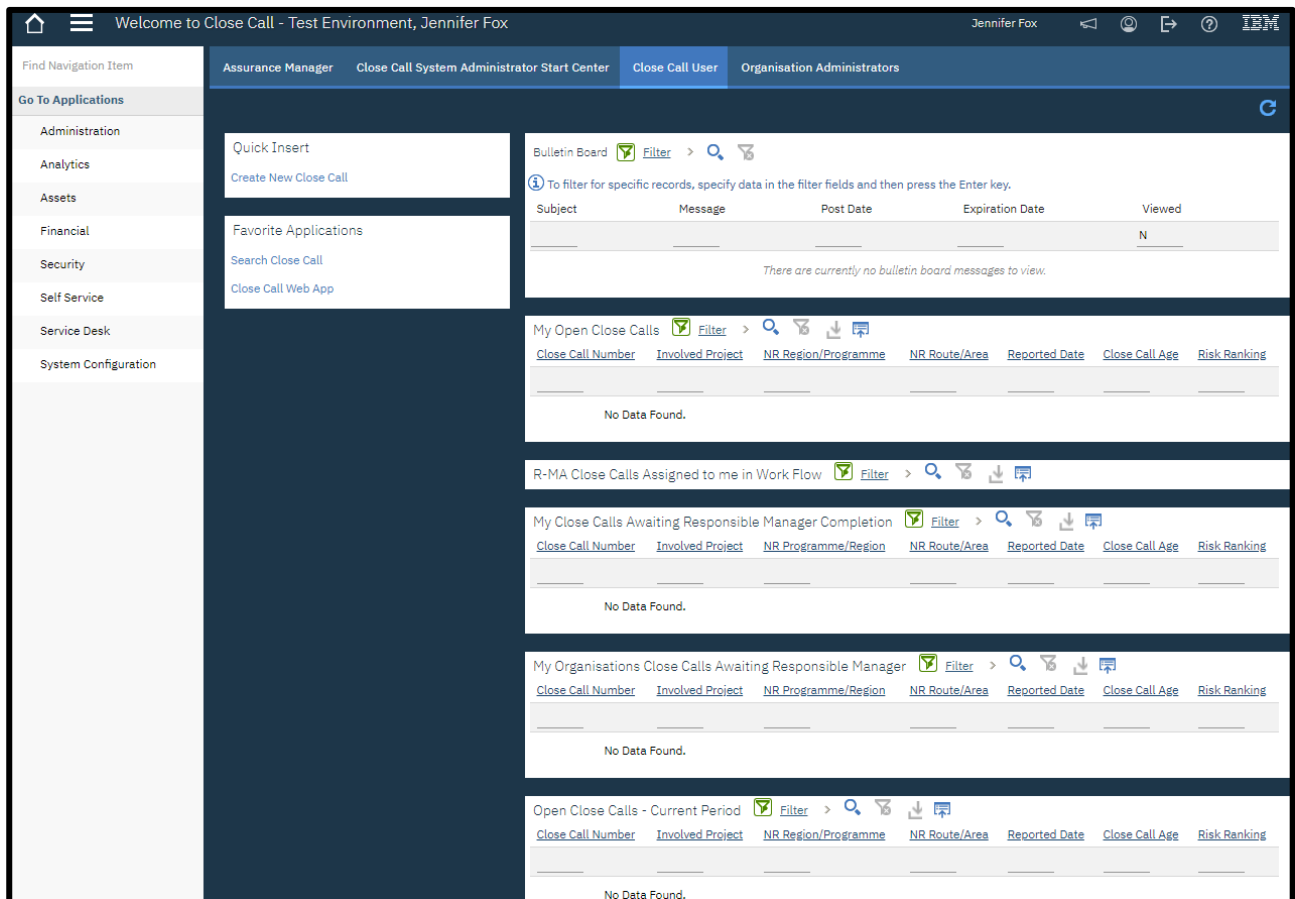 Welcome to Close Call - Test Environment, Jennifer Fox
Jennifer Fox
IBM
Find Navigation Item
Go To Applications
Administration
Analytics
Assets
Financial
Security
Self Service
Service Desk
System Configuration
Assurance Manager Close Call System Administrator Start Center Close Call User Organisation Administrators
Quick Insert
Create New Close Call
Favorite Applications
Search Close Call
Close Call Web App
Bulletin Board Filter >
To filter for specific records, specify data in the filter fields and then press the Enter key.
Subject Message Post Date Expiration Date Viewed
N
There are currently no bulletin board messages to view.
My Open Close Calls Filter >
Close Call Number Involved Project NR Region/Programme NR Route/Area Reported Date Close Call Age Risk Ranking
No Data Found.
R-MA Close Calls Assigned to me in Work Flow Filter >
My Close Calls Awaiting Responsible Manager Completion Filter >
Close Call Number Involved Project NR Programme/Region NR Route/Area Reported Date Close Call Age Risk Ranking
No Data Found.
My Organisations Close Calls Awaiting Responsible Manager Filter >
Close Call Number Involved Project NR Programme/Region NR Route/Area Reported Date Close Call Age Risk Ranking
No Data Found.
Open Close Calls - Current Period Filter >
Close Call Number Involved Project NR Region/Programme NR Route/Area Reported Date Close Call Age Risk Ranking
No Data Found.